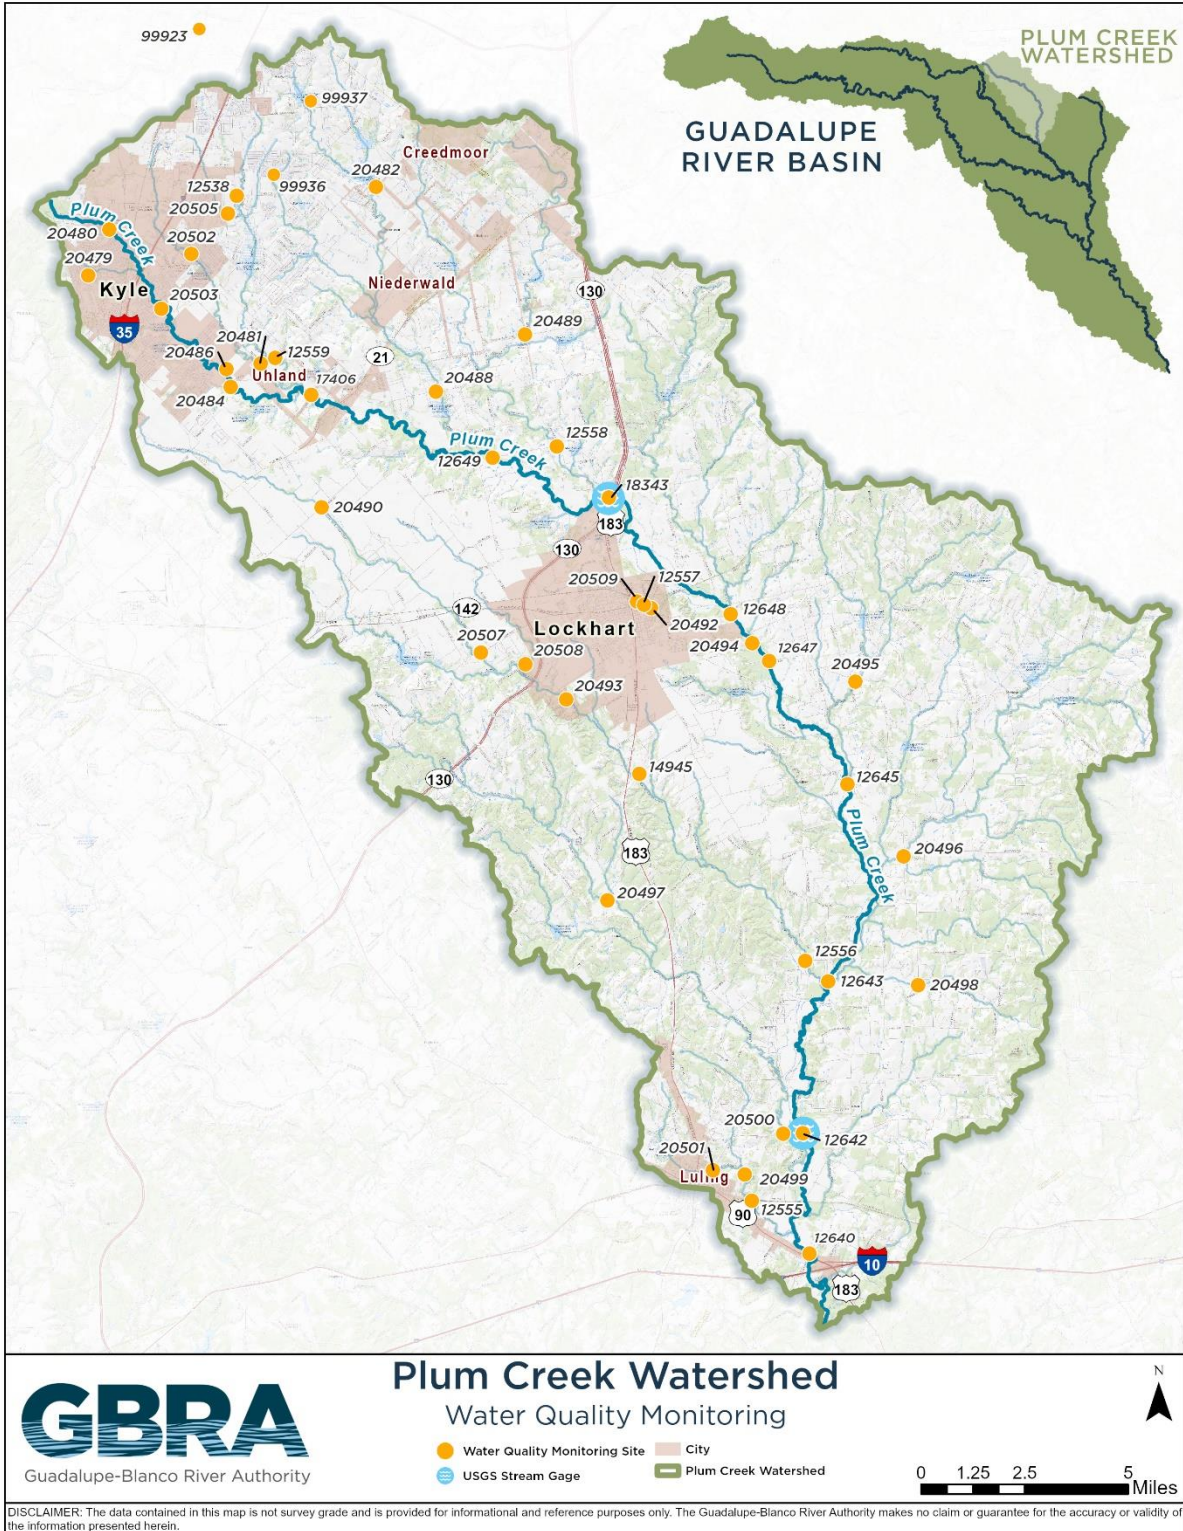 99923
PLUM CREEK
WATERSHED
GUADALUPE
RIVER BASIN
99937
Creedmoor
20482
99936
12538
20505
Plum Creek
20480
20502
20479
Kyle
Niederwald
130
20503
35
20489
20481
12559
21
20486
Uhland
17406
20484
20488
Plum Creek
12558
12649
18343
20490
183
130
20509
12557
142
12648
20492
Lockhart
20494
12647
20507
20508
20495
20493
14945
130
12645
Plum Creek
183
20496
20497
12556
12643
20498
20500
12642
20501
Luling
20499
12555
90
12640
10
183
GBRA
Guadalupe-Blanco River Authority
Plum Creek Watershed
Water Quality Monitoring
Water Quality Monitoring Site
City
USGS Stream Gage
Plum Creek Watershed
N
0 1.25 2.5 5
Miles
DISCLAIMER: The data contained in this map is not survey grade and is provided for informational and reference purposes only. The Guadalupe-Blanco River Authority makes no claim or guarantee for the accuracy or validity of
the information presented herein.